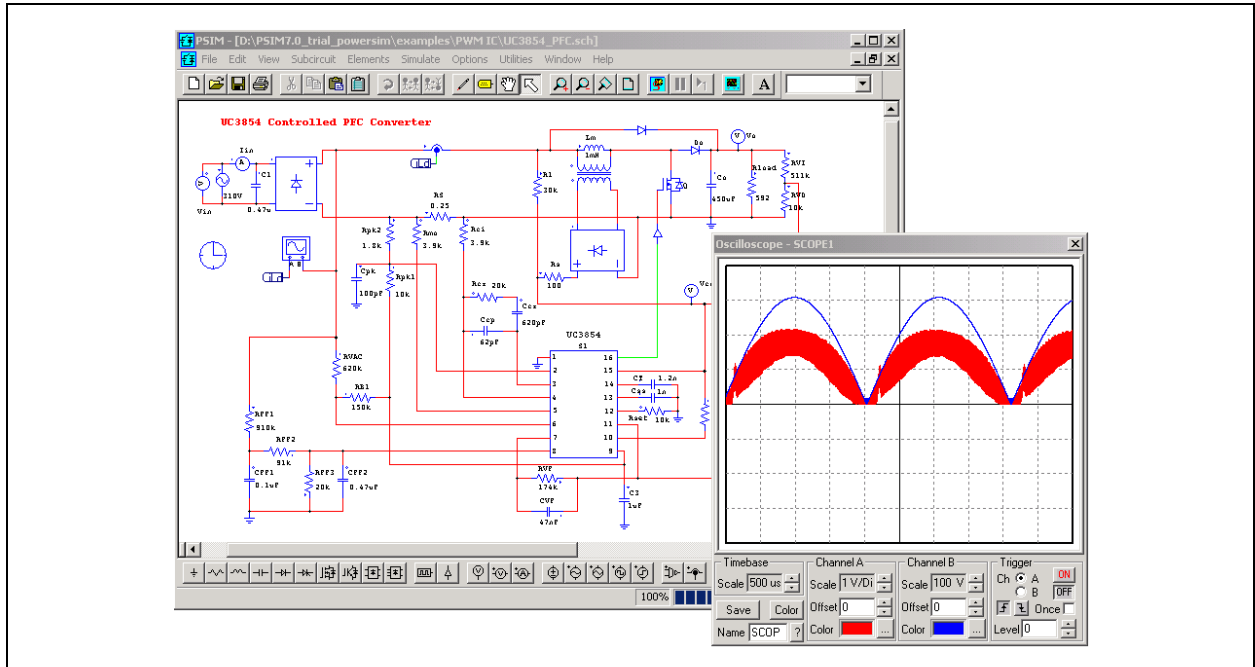 PSIM - [D:\PSIM7.0_trial_powersim\examples\PWM IC\UC3854_PFC.sch]
File Edit View Subcircuit Elements Simulate Options Utilities Window Help
A
UC3854 Controlled PFC Converter
Iin
A
C1
V
Vin
110V
0.47u
Lm
1mH
R1
30k
Do
Q
Co
450uF
V
Vo
Rload
592
RVI
511k
RVD
10k
RS
0.25
Rpk2
1.8k
Rmo
3.9k
Rci
3.9k
A B
Cpk
100pf
Rpk1
10k
Ra
100
Rcz 20k
Ccz
620pf
Ccp
62pf
V
RVAC
620k
RB1
150k
UC3854
S1
1 16
2 15
3 14
4 13
5 12
6 11
7 10
8 9
1.2n
1n
Rset 10k
RFF1
910k
RFF2
91k
CFF1
0.1uF
RFF3
20k
CFF2
0.47uF
RVF
174k
CVF
47nF
C3
1uF
100%
Oscilloscope - SCOPE1
Timebase
Scale 500 us
Save Color
Name SCOP ?
Channel A
Scale 1 V/Di
Offset 0
Color ...
Channel B
Scale 100 V
Offset 0
Color ...
Trigger
Ch A ON
B OFF
Once
Level 0